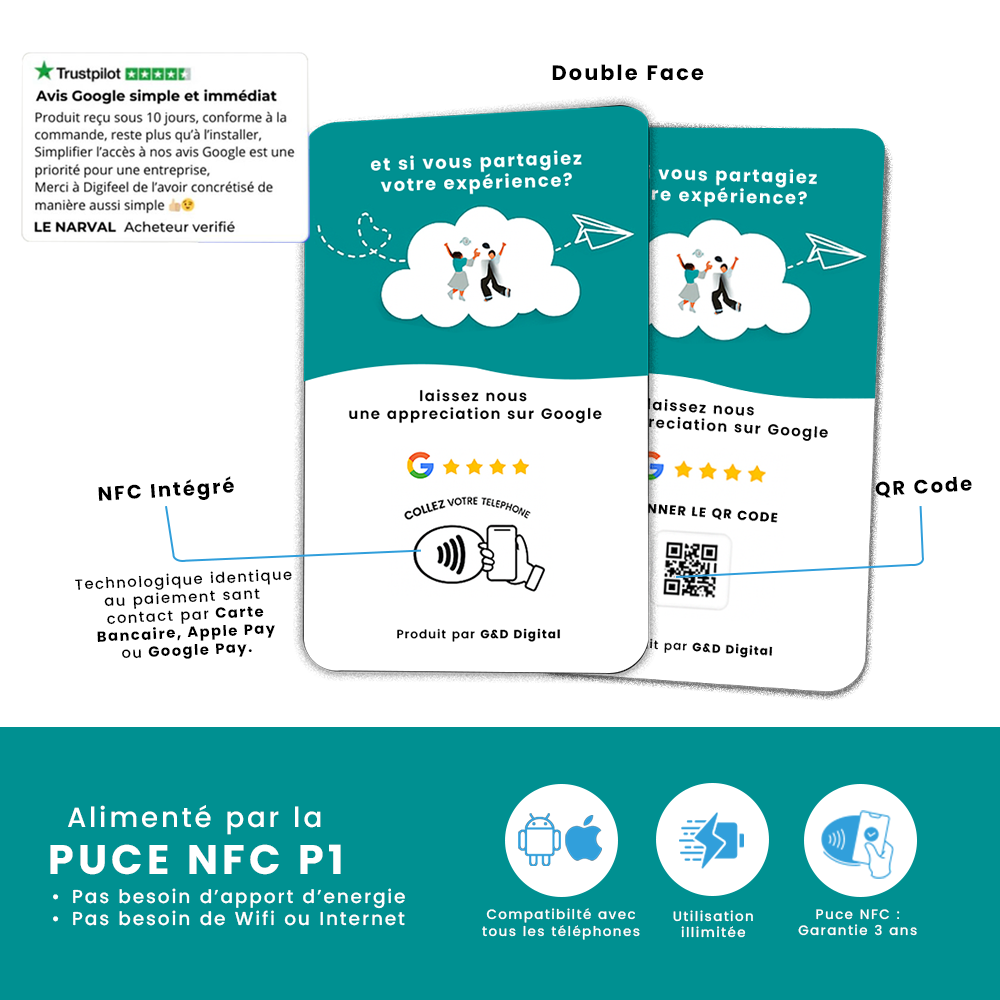 Trustpilot
Avis Google simple et immédiat
Produit reçu sous 10 jours, conforme à la
commande, reste plus qu'à l'installer,
Simplifier l'accès à nos avis Google est une
priorité pour une entreprise,
Merci à Digifeel de l'avoir concrétisé de
manière aussi simple
LE NARVAL Acheteur verifié
Double Face
et si vous partagiez
votre expérience?
laissez nous
une appreciation sur Google
COLLEZ VOTRE TELEPHONE
Produit par G&D Digital
vous partagiez
re expérience?
laissez nous
reciation sur Google
NNER LE QR CODE
it par G&D Digital
NFC Intégré
Technologique identique
au paiement sant
contact par Carte
Bancaire, Apple Pay
ou Google Pay.
QR Code
Alimenté par la
PUCE NFC P1
• Pas besoin d'apport d'energie
• Pas besoin de Wifi ou Internet
Compatibilté avec
tous les téléphones
Utilisation
illimitée
Puce NFC :
Garantie 3 ans